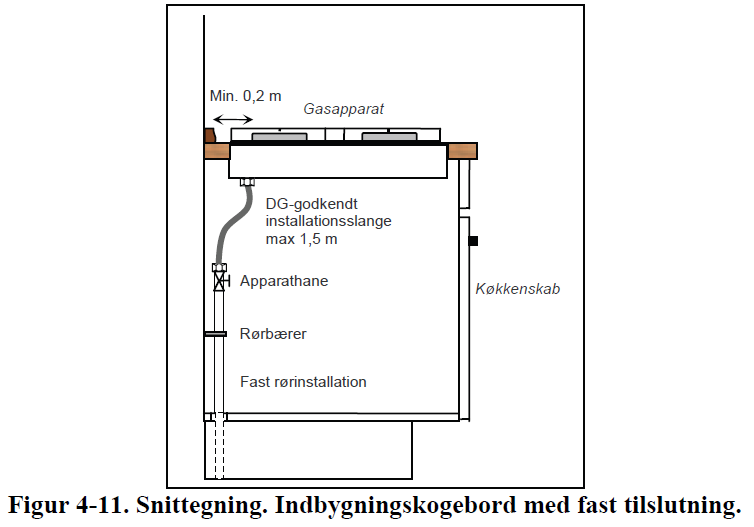 Min. 0,2 m
Gasapparat
DG-godkendt
installationsslange
max 1,5 m
Apparathane
Køkkenskab
Rørbærer
Fast rørinstallation
Figur 4-11. Snittegning. Indbygningskogebord med fast tilslutning.